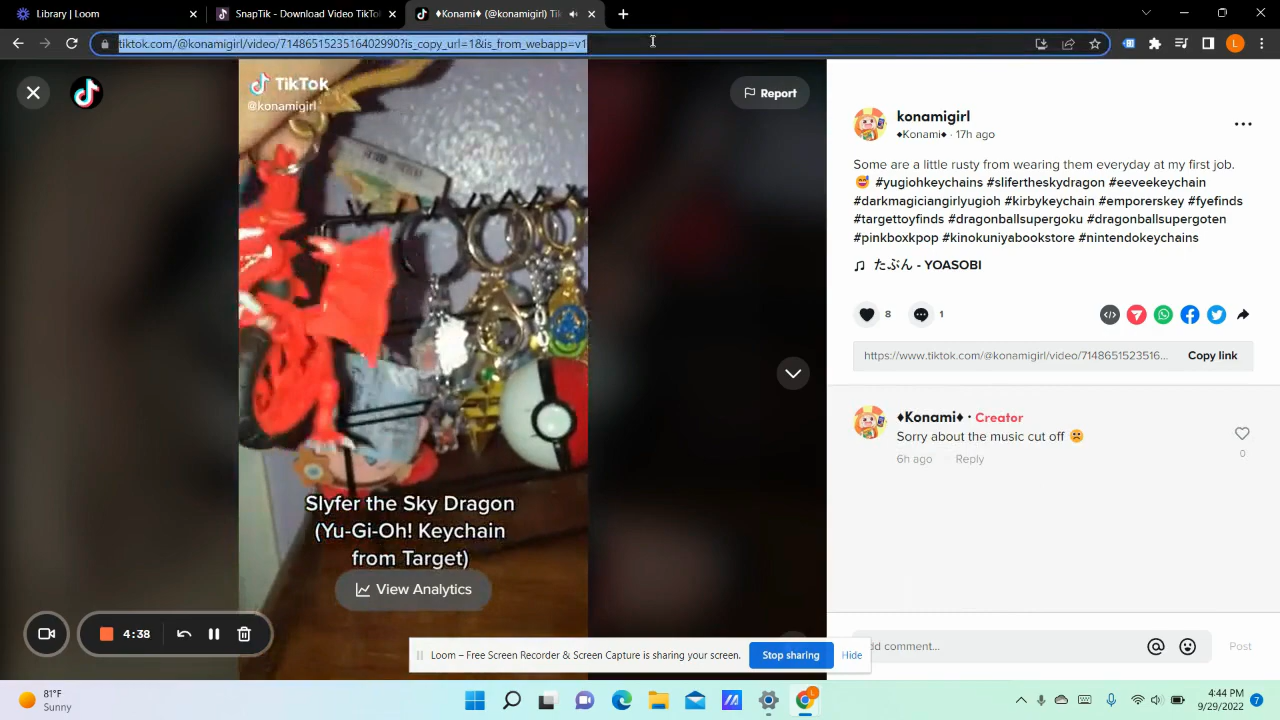 Library | Loom
SnapTik - Download Video TikTo
♦Konami♦ (@konamigirl) Ti
tiktok.com/@konamigirl/video/7148651523516402990?is_copy_url=1&is_from_webapp=v1
L
TikTok
@konamigirl
Report
konamigirl
♦Konami♦ · 17h ago
Some are a little rusty from wearing them everyday at my first job.
😅 #yugiohkeychains #slifertheskydragon #eeveekeychain
#darkmagiciangirlyugioh #kirbykeychain #emporerskey #fyefinds
#targettoyfinds #dragonballsupergoku #dragonballsupergoten
#pinkboxkpop #kinokuniyabookstore #nintendokeychains
♫ たぶん - YOASOBI
8
1
https://www.tiktok.com/@konamigirl/video/7148651523516...
Copy link
♦Konami♦ · Creator
Sorry about the music cut off ☹
6h ago
Reply
0
Slyfer the Sky Dragon
(Yu-Gi-Oh! Keychain
from Target)
View Analytics
4:38
Loom – Free Screen Recorder & Screen Capture is sharing your screen.
Stop sharing
Hide
dd comment...
Post
81°F
Sunny
4:44 PM
9/29/2022
7